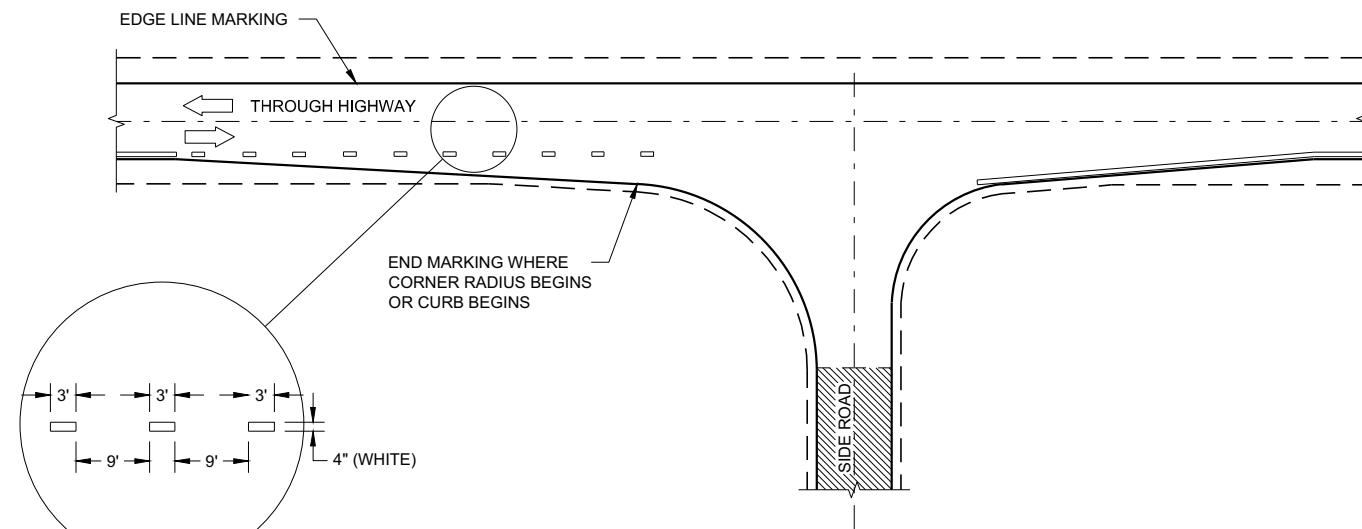 EDGE LINE MARKING
THROUGH HIGHWAY
END MARKING WHERE
CORNER RADIUS BEGINS
OR CURB BEGINS
3' 3' 3'
9' 9'
4" (WHITE)
SIDE ROAD